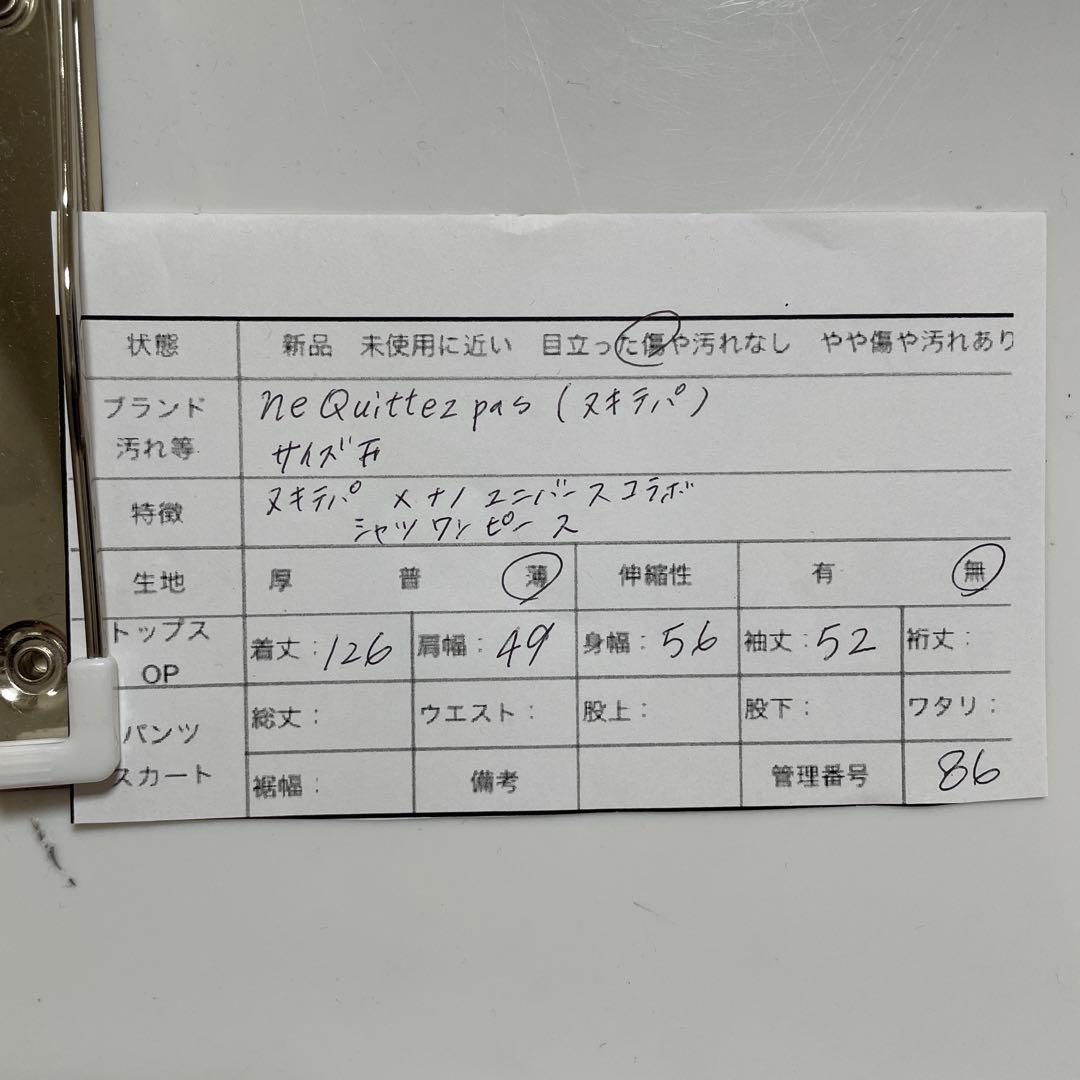 状態 新品 未使用に近い 目立った傷や汚れなし やや傷や汚れあり
ブランド ne Quittez pas (ヌキテパ)
汚れ等 サイズF
特徴 ヌキテパ × ナノユニバースコラボ
シャツワンピース
生地 厚 普 薄 伸縮性 有 無
トップス OP 着丈：126 肩幅：49 身幅：56 袖丈：52 裄丈：
パンツ 総丈： ウエスト： 股上： 股下： ワタリ：
スカート 裾幅： 備考 管理番号 86